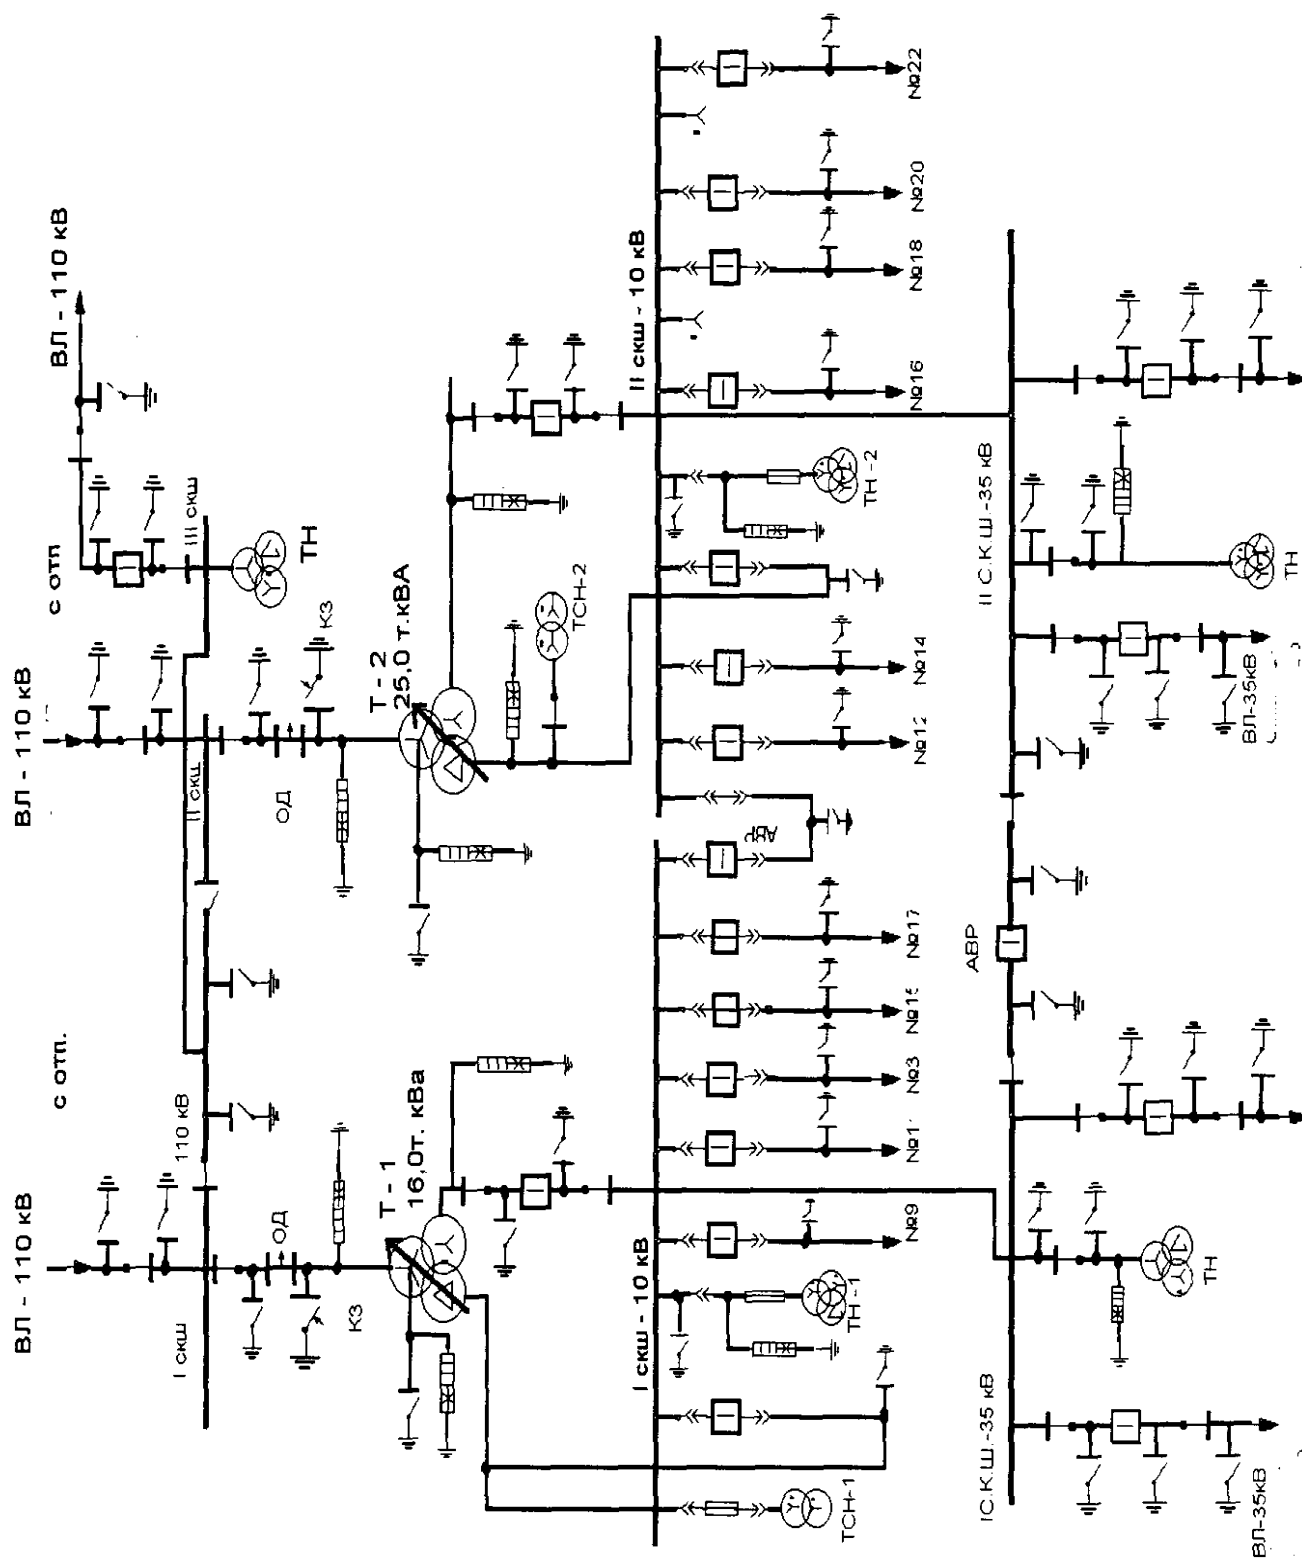 ВЛ - 110 кВ
с отп.
ВЛ - 110 кВ
с отп
ВЛ - 110 кВ
I скш
110 кВ
II скш
III скш
ТН
ОД
КЗ
ОД
КЗ
Т - 1
16,0т. кВа
Т - 2
25,0 т.кВА
ТСН-2
I скш - 10 кВ
II скш - 10 кВ
ТСН-1
ТН -1
№9
№3
№15
№17
АВР
№12
№14
ТН -2
№16
№18
№20
№22
IС.К.Ш.-35 кВ
АВР
II С.К.Ш.-35 кВ
ВЛ-35кВ
ТН
ВЛ-35кВ
ТН